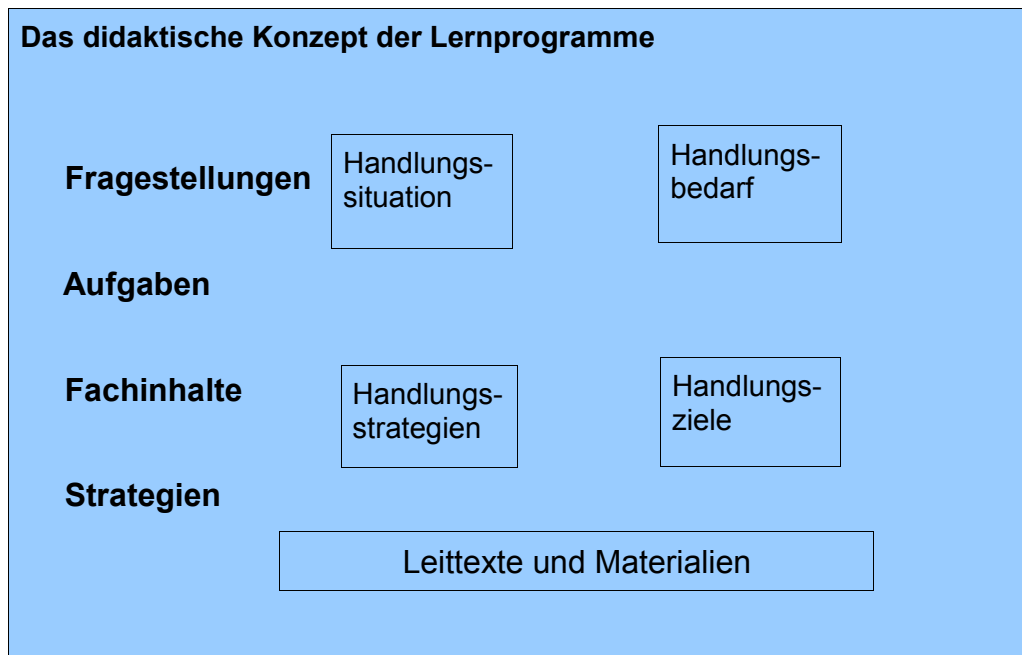 Das didaktische Konzept der Lernprogramme
Fragestellungen
Handlungs-
situation
Handlungs-
bedarf
Aufgaben
Fachinhalte
Handlungs-
strategien
Handlungs-
ziele
Strategien
Leittexte und Materialien